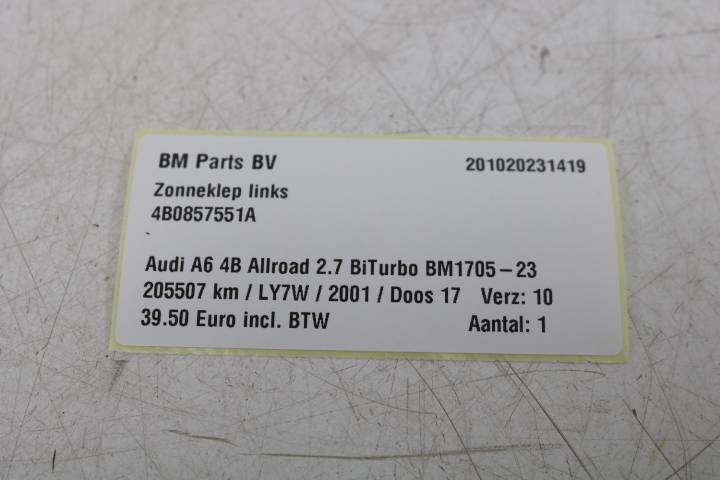 BM Parts BV 201020231419
Zonneklep links
4B0857551A
Audi A6 4B Allroad 2.7 BiTurbo BM1705-23
205507 km / LY7W / 2001 / Doos 17 Verz: 10
39.50 Euro incl. BTW Aantal: 1